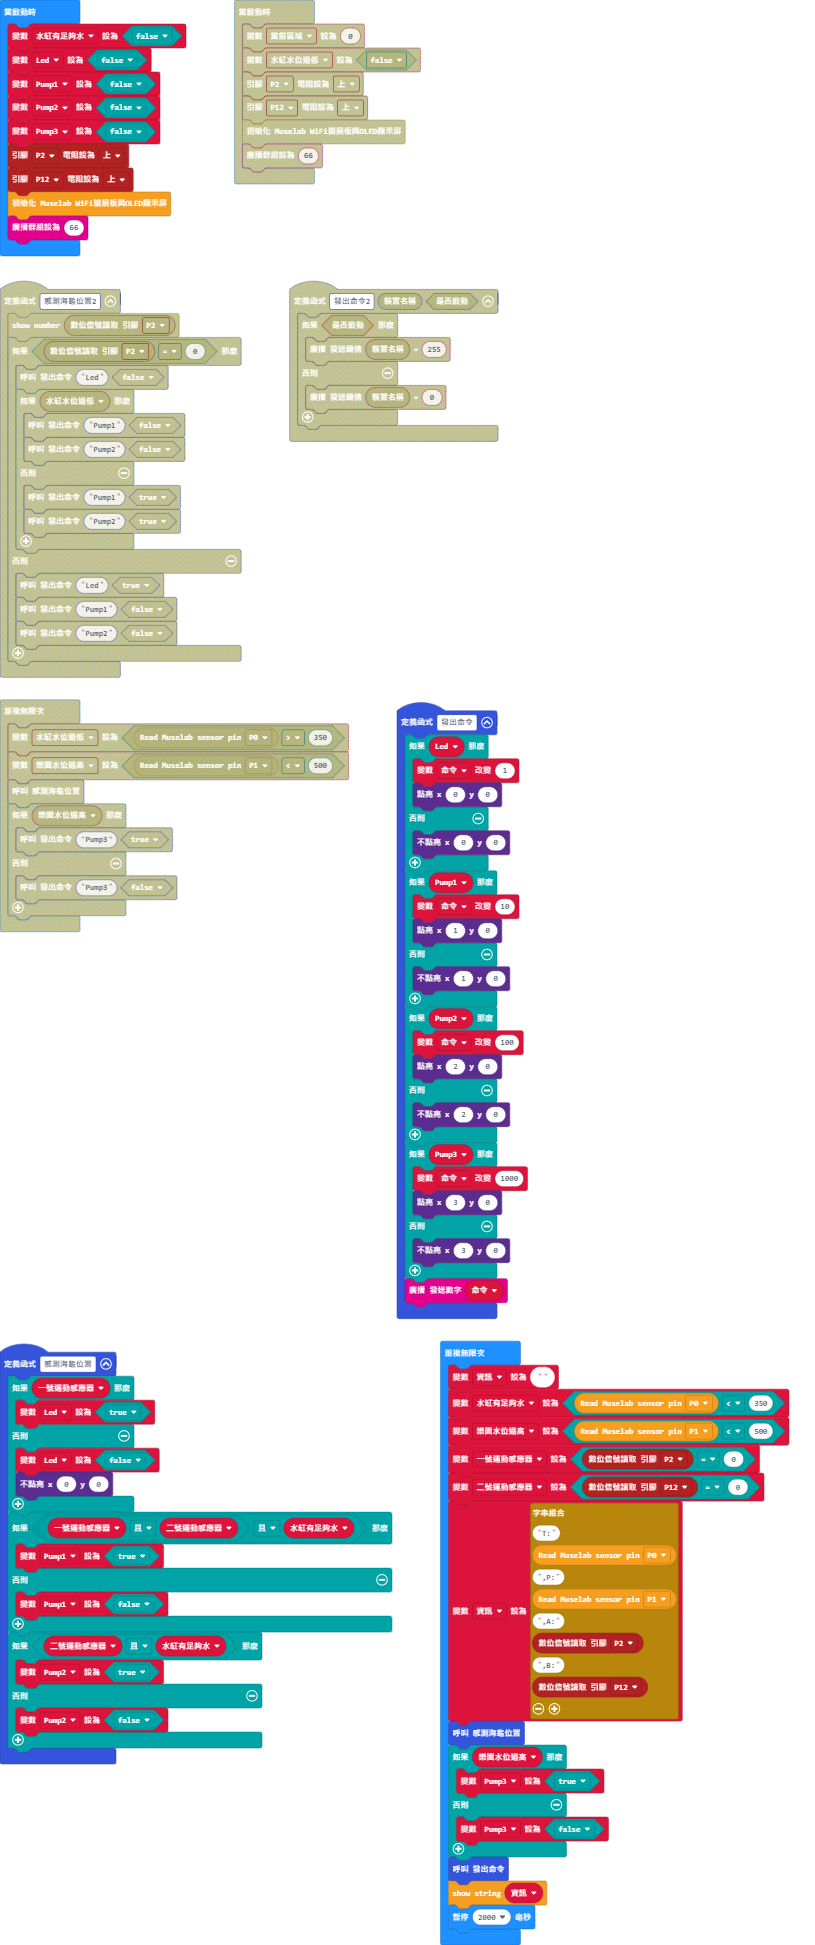 當啟動時
變數 水缸有足夠水 設為 false
變數 Led 設為 false
變數 Pump1 設為 false
變數 Pump2 設為 false
變數 Pump3 設為 false
引腳 P2 電阻設為 上
引腳 P12 電阻設為 上
初始化 Muselab WiFi擴展板與OLED顯示屏
廣播群組設為 66
當啟動時
變數 當前區域 設為 0
變數 水缸水位過低 設為 false
引腳 P2 電阻設為 上
引腳 P12 電阻設為 上
初始化 Muselab WiFi擴展板與OLED顯示屏
廣播群組設為 66
定義函式 感測海龜位置2
show number 數位信號讀取 引腳 P2
如果 數位信號讀取 引腳 P2 = 0 那麼
呼叫 發出命令 "Led" false
如果 水缸水位過低 那麼
呼叫 發出命令 "Pump1" false
呼叫 發出命令 "Pump2" false
否則
呼叫 發出命令 "Pump1" true
呼叫 發出命令 "Pump2" true
否則
呼叫 發出命令 "Led" true
呼叫 發出命令 "Pump1" false
呼叫 發出命令 "Pump2" false
定義函式 發出命令2 裝置名稱 是否啟動
如果 是否啟動 那麼
廣播 發送鍵值 裝置名稱 = 255
否則
廣播 發送鍵值 裝置名稱 = 0
重複無限次
變數 水缸水位過低 設為 Read Muselab sensor pin P0 > 350
變數 樂園水位過高 設為 Read Muselab sensor pin P1 < 500
呼叫 感測海龜位置
如果 樂園水位過高 那麼
呼叫 發出命令 "Pump3" true
否則
呼叫 發出命令 "Pump3" false
定義函式 發出命令
如果 Led 那麼
變數 命令 改變 1
點亮 x 0 y 0
否則
不點亮 x 0 y 0
如果 Pump1 那麼
變數 命令 改變 10
點亮 x 1 y 0
否則
不點亮 x 1 y 0
如果 Pump2 那麼
變數 命令 改變 100
點亮 x 2 y 0
否則
不點亮 x 2 y 0
如果 Pump3 那麼
變數 命令 改變 1000
點亮 x 3 y 0
否則
不點亮 x 3 y 0
廣播 發送數字 命令
定義函式 感測海龜位置
如果 一號運動感應器 那麼
變數 Led 設為 true
否則
變數 Led 設為 false
不點亮 x 0 y 0
如果 一號運動感應器 且 二號運動感應器 且 水缸有足夠水 那麼
變數 Pump1 設為 true
否則
變數 Pump1 設為 false
如果 二號運動感應器 且 水缸有足夠水 那麼
變數 Pump2 設為 true
否則
變數 Pump2 設為 false
重複無限次
變數 資訊 設為 " "
變數 水缸有足夠水 設為 Read Muselab sensor pin P0 < 350
變數 樂園水位過高 設為 Read Muselab sensor pin P1 < 500
變數 一號運動感應器 設為 數位信號讀取 引腳 P2 = 0
變數 二號運動感應器 設為 數位信號讀取 引腳 P12 = 0
變數 資訊 設為
字串組合
"T:"
Read Muselab sensor pin P0
",P:"
Read Muselab sensor pin P1
",A:"
數位信號讀取 引腳 P2
",B:"
數位信號讀取 引腳 P12
呼叫 感測海龜位置
如果 樂園水位過高 那麼
變數 Pump3 設為 true
否則
變數 Pump3 設為 false
呼叫 發出命令
show string 資訊
暫停 2000 毫秒